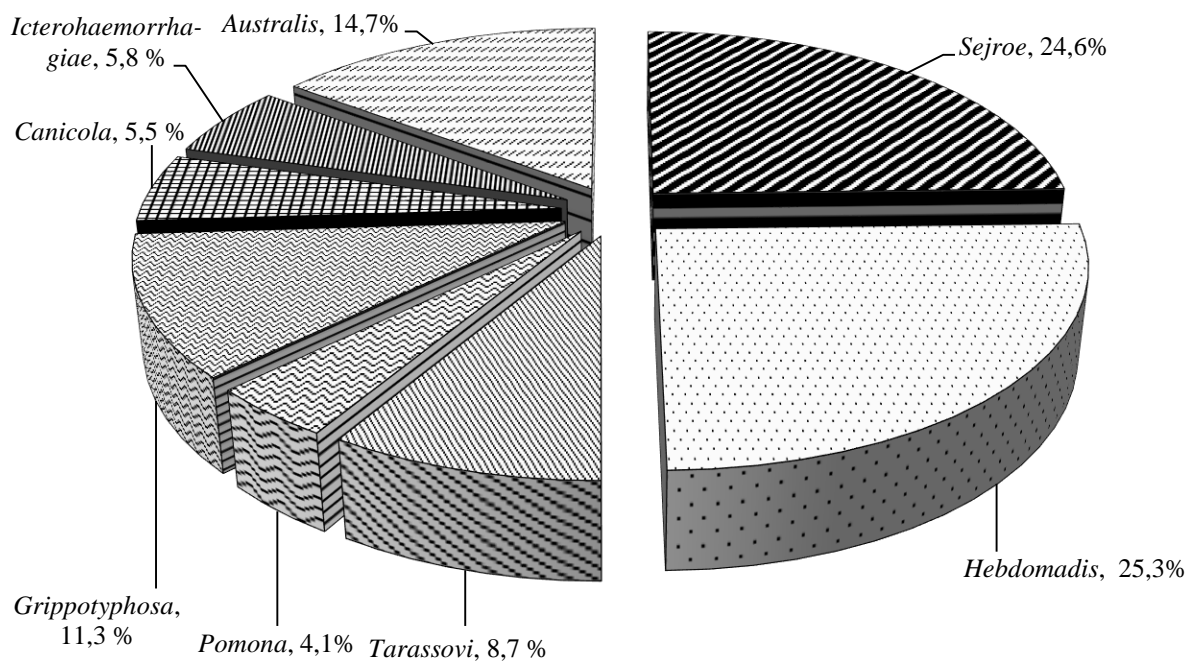 Icterohaemorrha-
giae, 5,8 %
Australis, 14,7%
Sejroe, 24,6%
Canicola, 5,5 %
Hebdomadis, 25,3%
Grippotyphosa,
11,3 %
Pomona, 4,1%
Tarassovi, 8,7 %